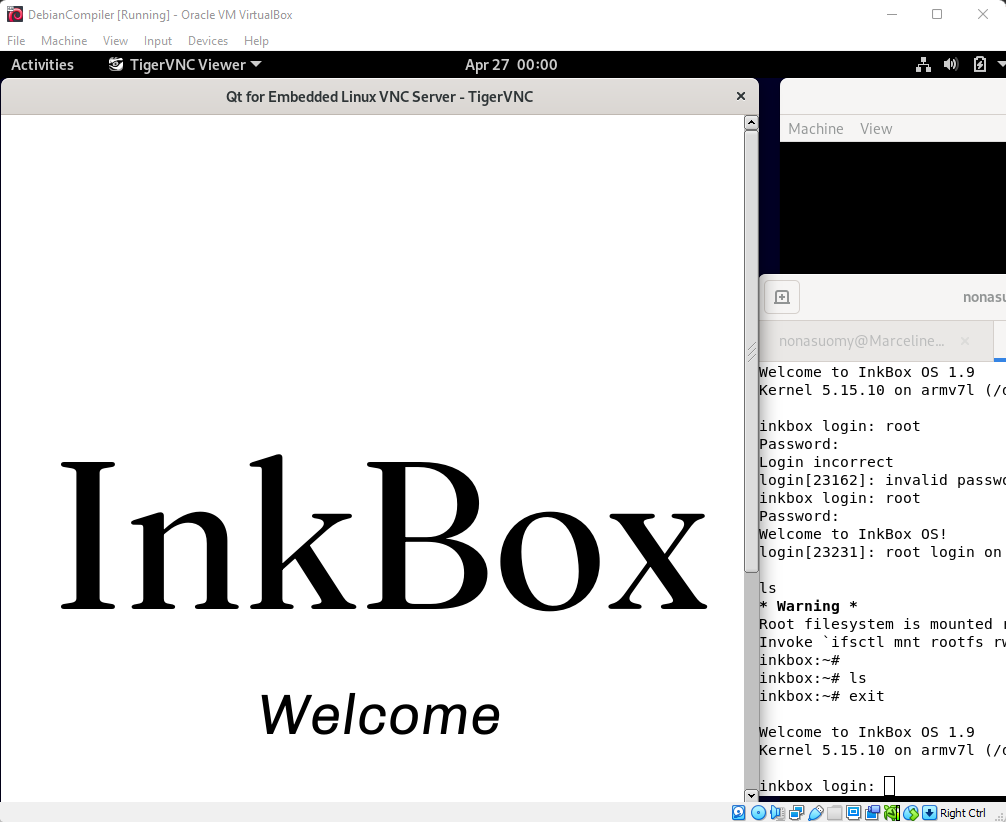 DebianCompiler [Running] - Oracle VM VirtualBox
File Machine View Input Devices Help
Activities TigerVNC Viewer Apr 27 00:00
Qt for Embedded Linux VNC Server - TigerVNC
Machine View
InkBox
Welcome
nonasu
nonasuomy@Marceline...
Welcome to InkBox OS 1.9
Kernel 5.15.10 on armv7l (/
inkbox login: root
Password:
Login incorrect
login[23162]: invalid passwo
inkbox login: root
Password:
Welcome to InkBox OS!
login[23231]: root login on
ls
* Warning *
Root filesystem is mounted
Invoke `ifsctl mnt rootfs rw
inkbox:~#
inkbox:~# ls
inkbox:~# exit
Welcome to InkBox OS 1.9
Kernel 5.15.10 on armv7l (/
inkbox login:
Right Ctrl